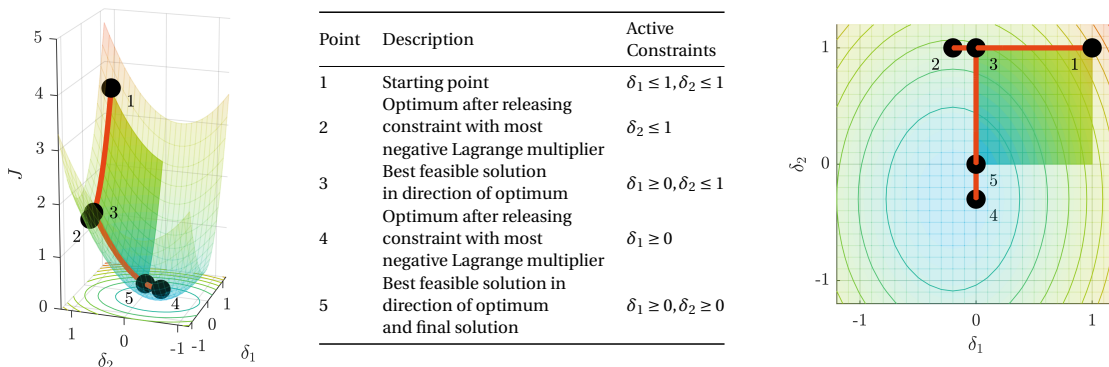 5
4
3
2
1
0
J
1
3
2
5
4
1
0
-1
-1
0
1
δ₂
δ₁
Point Description Active Constraints
1 Starting point δ₁ ≤ 1, δ₂ ≤ 1
Optimum after releasing
2 constraint with most δ₂ ≤ 1
negative Lagrange multiplier
3 Best feasible solution δ₁ ≥ 0, δ₂ ≤ 1
in direction of optimum
Optimum after releasing
4 constraint with most δ₁ ≥ 0
negative Lagrange multiplier
Best feasible solution in
5 direction of optimum δ₁ ≥ 0, δ₂ ≥ 0
and final solution
1
2 3 1
δ₂
0
5
4
-1
-1 0 1
δ₁